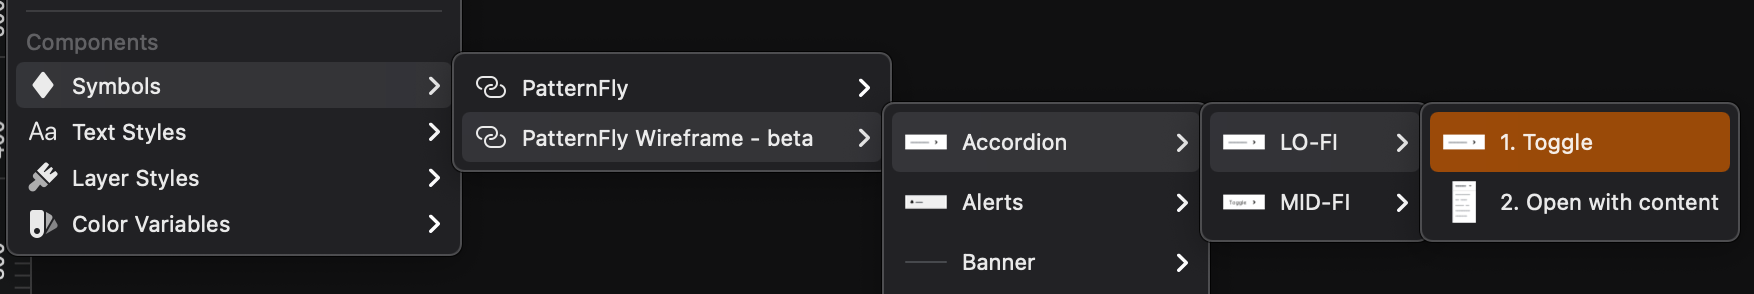 Components
Symbols
Aa Text Styles
Layer Styles
Color Variables
PatternFly
PatternFly Wireframe - beta
Accordion
Alerts
Banner
LO-FI
Toggle
MID-FI
1. Toggle
2. Open with content